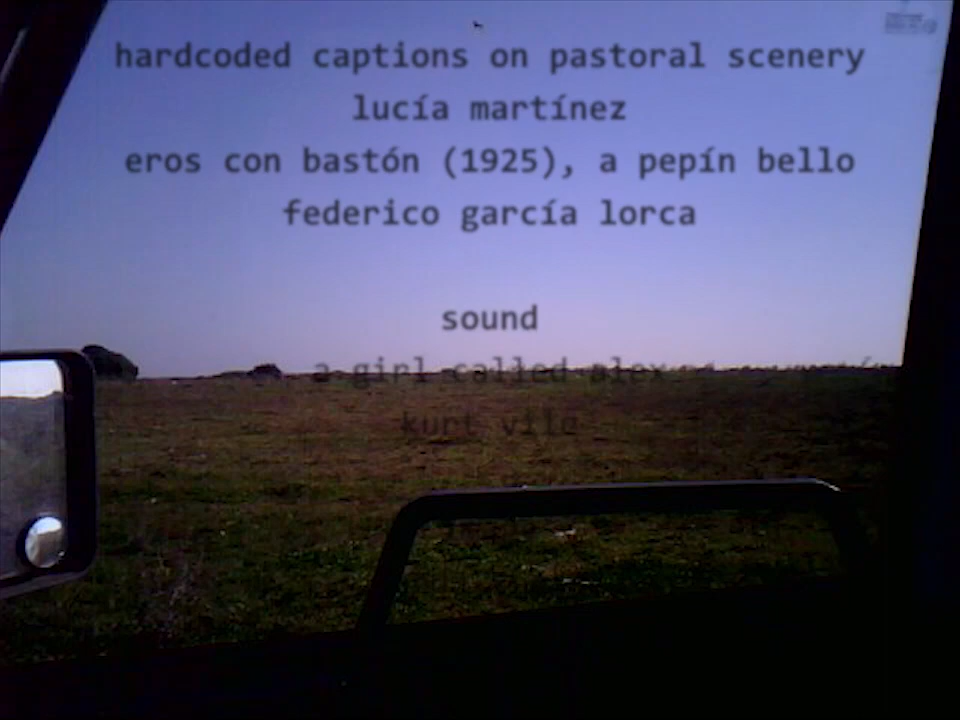 hardcoded captions on pastoral scenery
lucía martínez
eros con bastón (1925), a pepín bello
federico garcía lorca
sound
a girl called alex
kurt vile